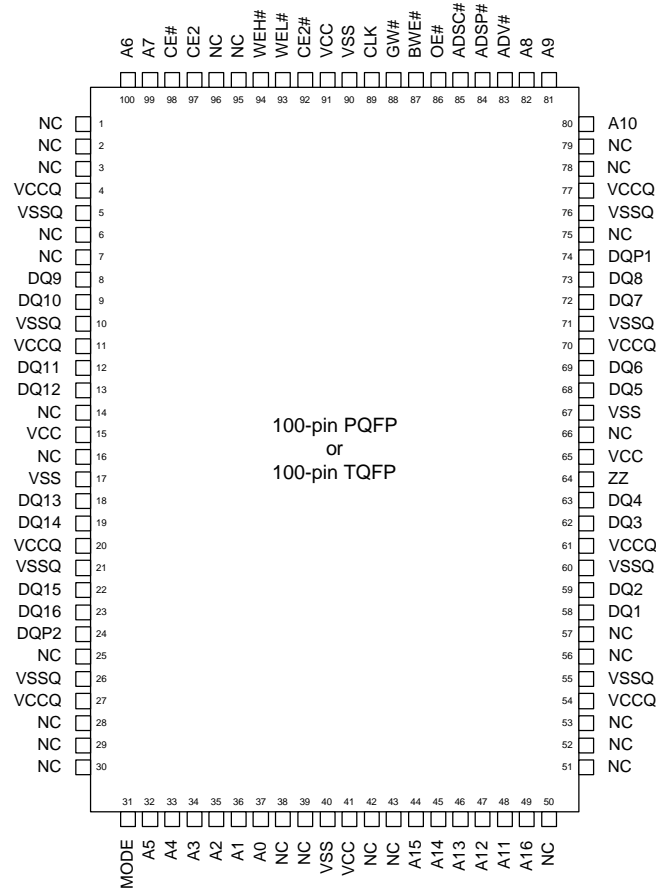 A6 A7 CE# CE2 NC NC WEH# WEL# CE2# VCC VSS CLK GW# BWE# OE# ADSC# ADSP# ADV# A8 A9
100 99 98 97 96 95 94 93 92 91 90 89 88 87 86 85 84 83 82 81
NC 1 80 A10
NC 2 79 NC
NC 3 78 NC
VCCQ 4 77 VCCQ
VSSQ 5 76 VSSQ
NC 6 75 NC
NC 7 74 DQP1
DQ9 8 73 DQ8
DQ10 9 72 DQ7
VSSQ 10 71 VSSQ
VCCQ 11 70 VCCQ
DQ11 12 69 DQ6
DQ12 13 68 DQ5
NC 14 67 VSS
100-pin PQFP
VCC 15 66 NC
or
NC 16 65 VCC
100-pin TQFP
VSS 17 64 ZZ
DQ13 18 63 DQ4
DQ14 19 62 DQ3
VCCQ 20 61 VCCQ
VSSQ 21 60 VSSQ
DQ15 22 59 DQ2
DQ16 23 58 DQ1
DQP2 24 57 NC
NC 25 56 NC
VSSQ 26 55 VSSQ
VCCQ 27 54 VCCQ
NC 28 53 NC
NC 29 52 NC
NC 30 51 NC
31 32 33 34 35 36 37 38 39 40 41 42 43 44 45 46 47 48 49 50
MODE A5 A4 A3 A2 A1 A0 NC NC VSS VCC NC NC A15 A14 A13 A12 A11 A16 NC